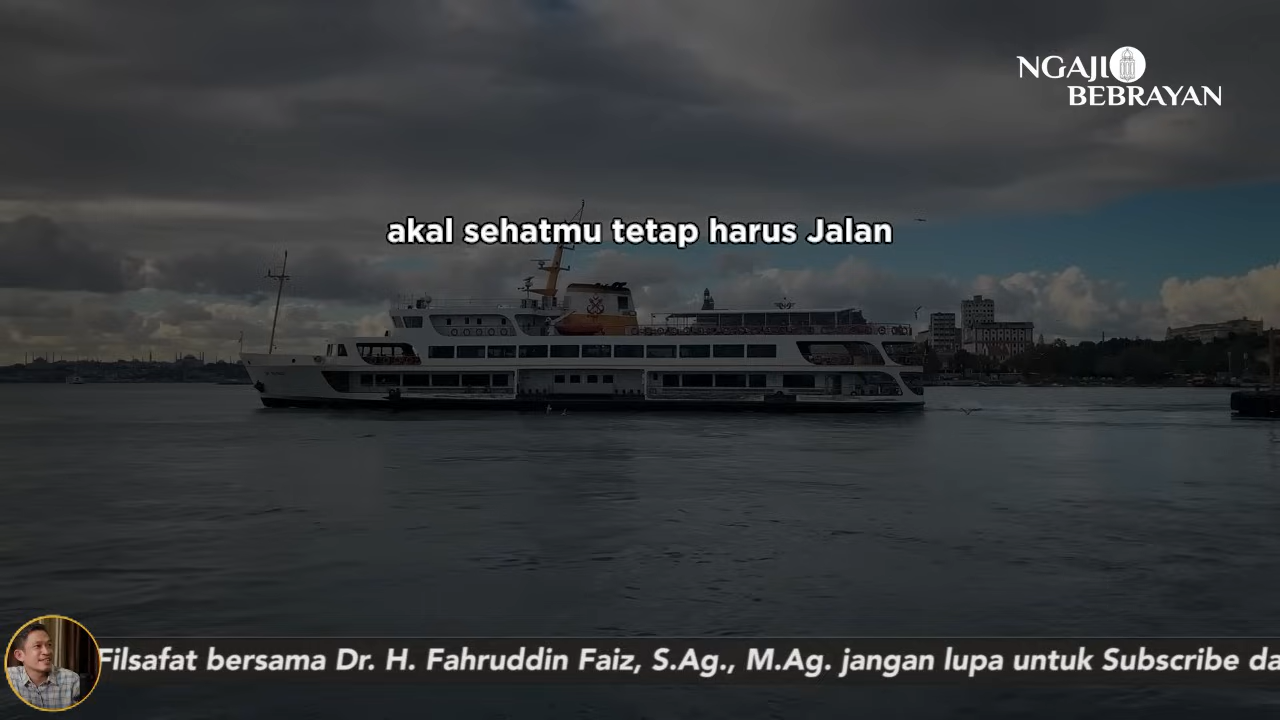 NGAJI
BEBRAYAN
akal sehatmu tetap harus Jalan
Filsafat bersama Dr. H. Fahruddin Faiz, S.Ag., M.Ag. jangan lupa untuk Subscribe da